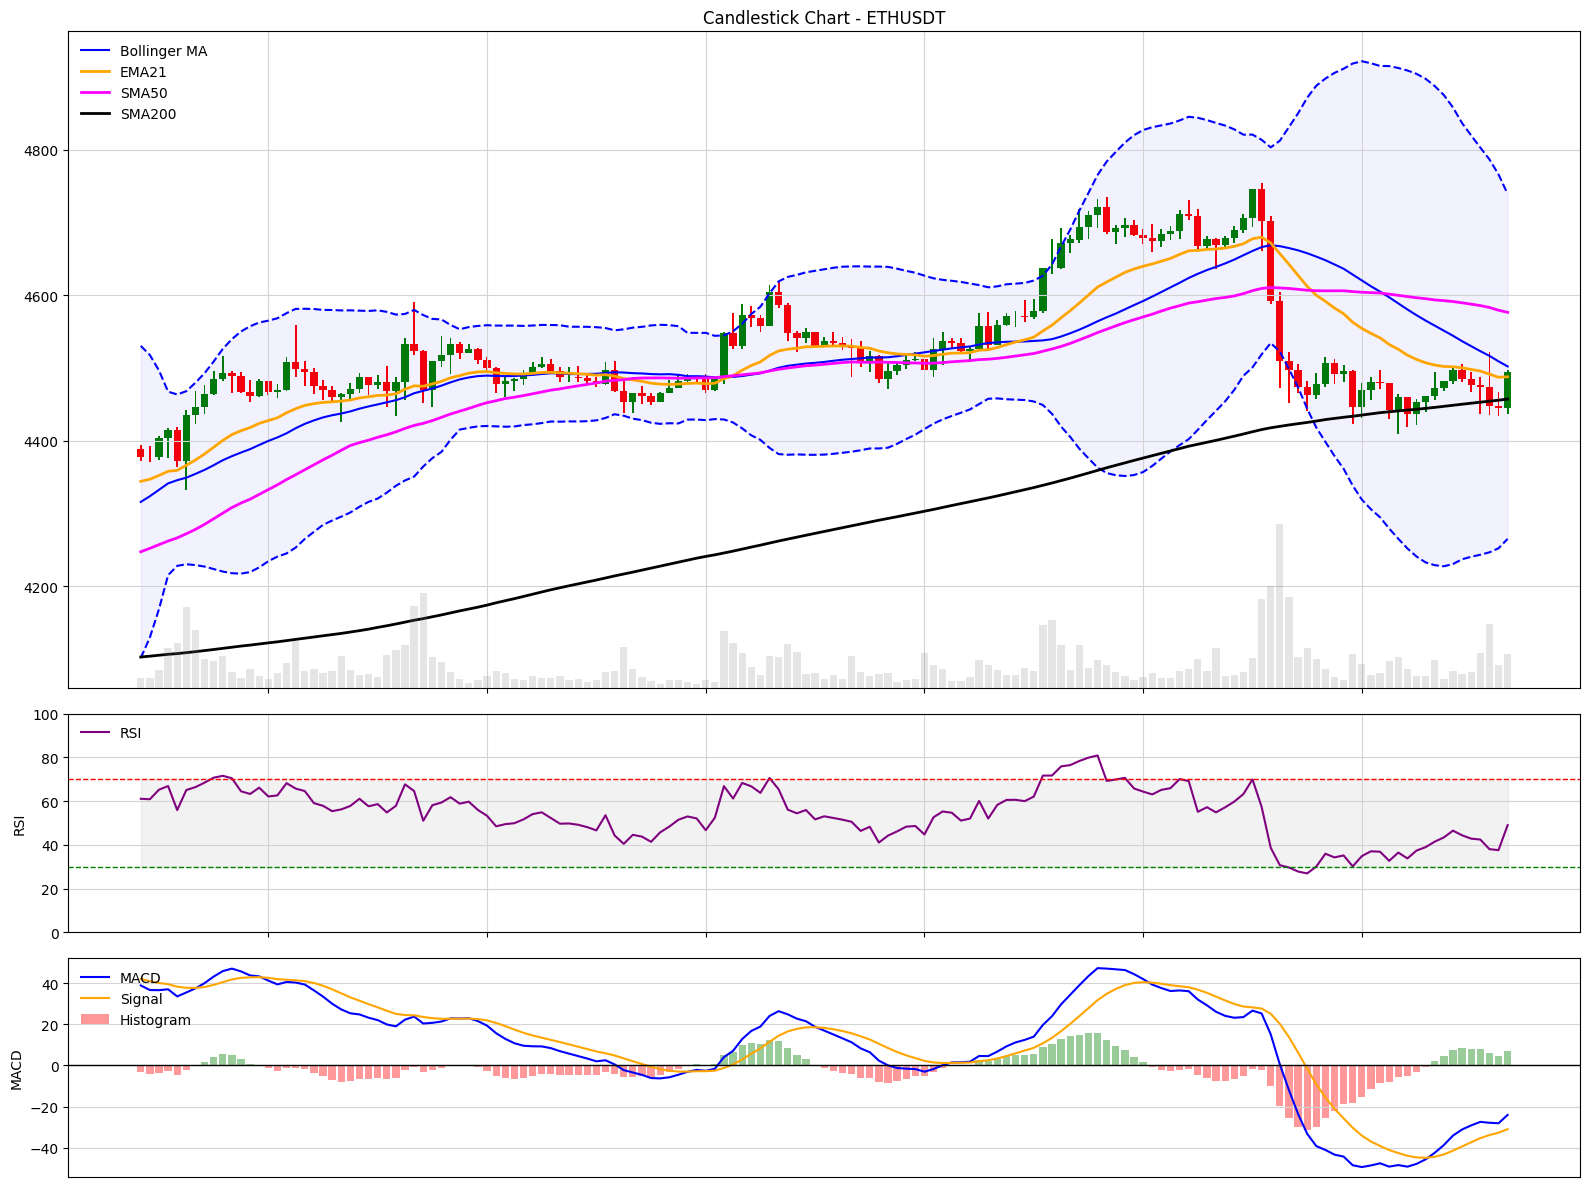 Candlestick Chart - ETHUSDT
Bollinger MA
EMA21
SMA50
SMA200
4800
4600
4400
4200
100
RSI
80
60
40
20
0
RSI
MACD
Signal
Histogram
40
20
0
−20
−40
MACD